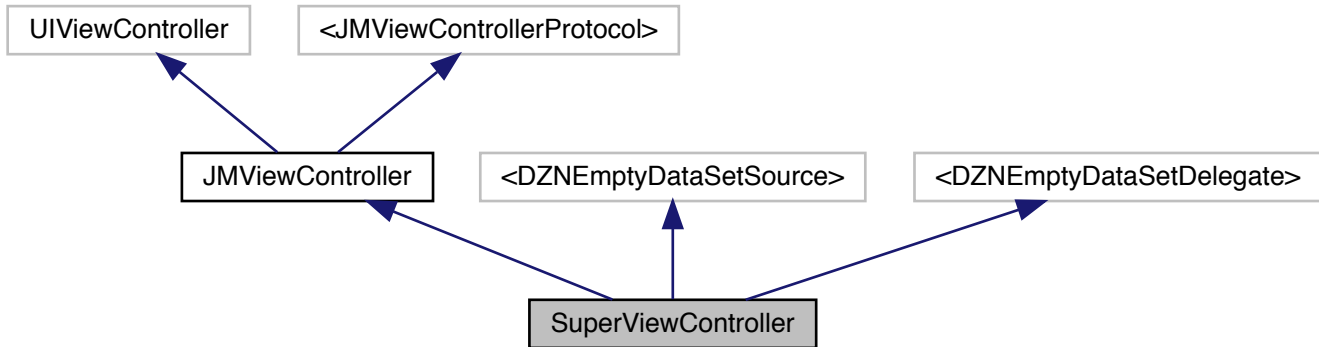 UIViewController
<JMViewControllerProtocol>
JMViewController
<DZNEmptyDataSetSource>
<DZNEmptyDataSetDelegate>
SuperViewController